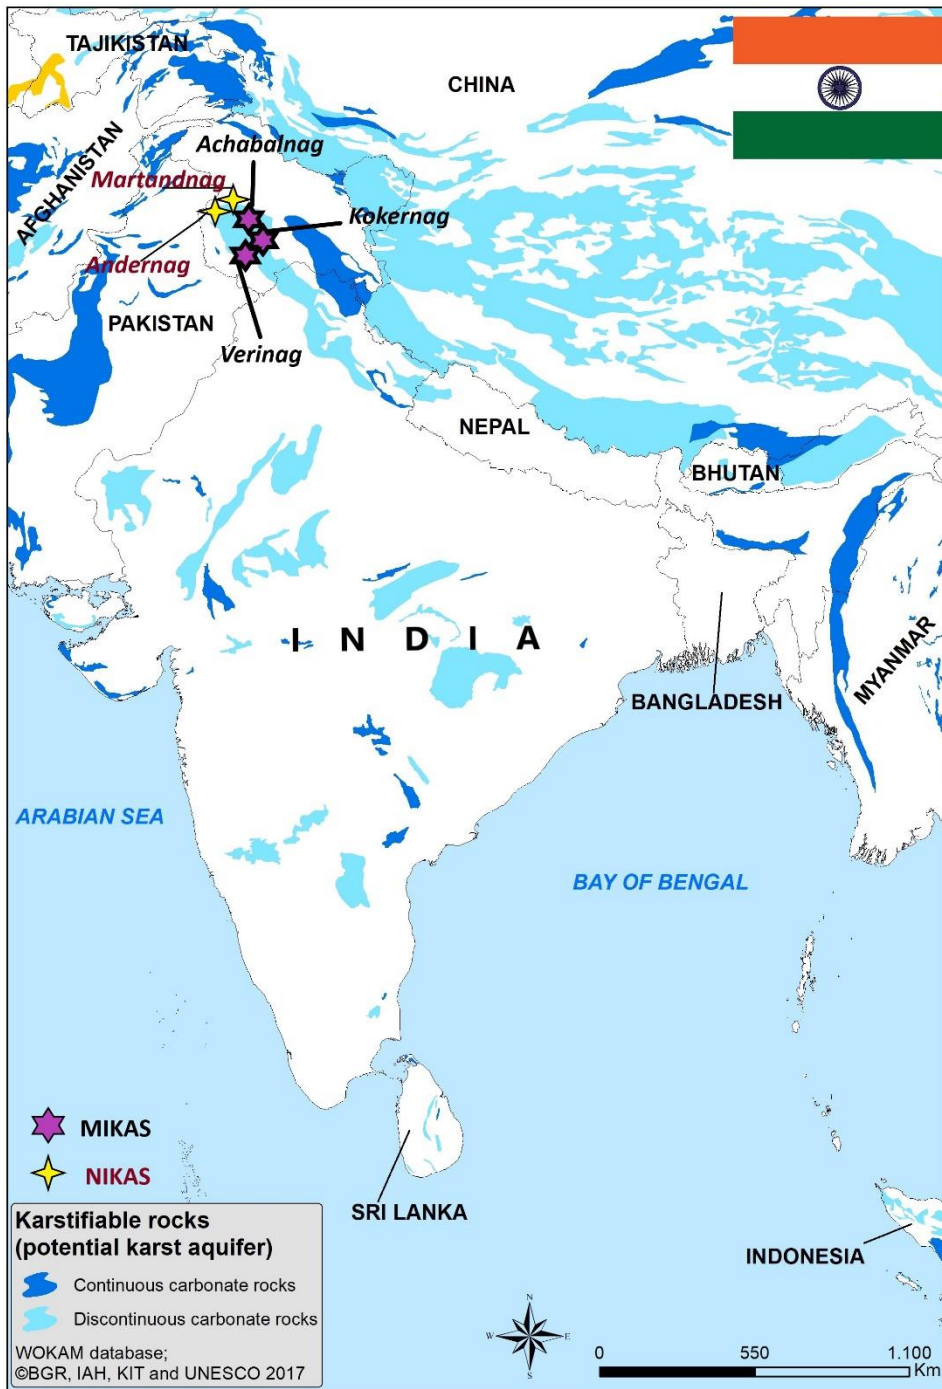 TAJIKISTAN
CHINA
AFGHANISTAN
Achabalnag
Martandnag
Kokernag
Andernag
PAKISTAN
Verinag
NEPAL
BHUTAN
INDIA
MYANMAR
BANGLADESH
ARABIAN SEA
BAY OF BENGAL
MIKAS
NIKAS
SRI LANKA
INDONESIA
Karstifiable rocks
(potential karst aquifer)
Continuous carbonate rocks
Discontinuous carbonate rocks
WOKAM database;
©BGR, IAH, KIT and UNESCO 2017
N
W
E
S
0 550 1.100
Km